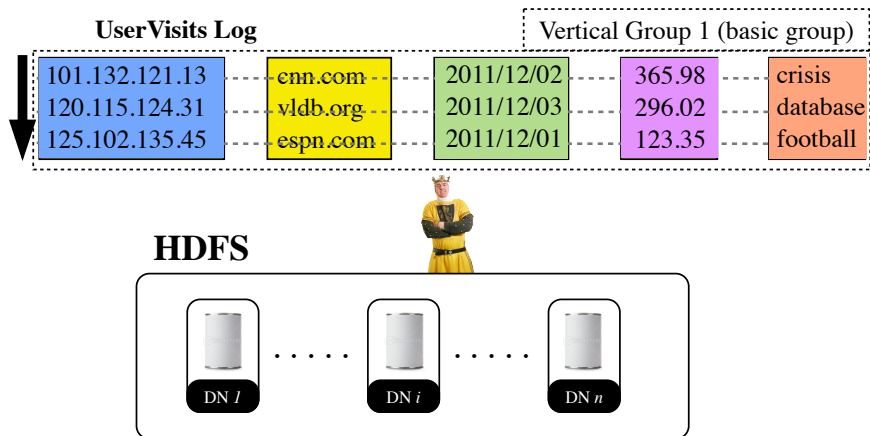 UserVisits Log
Vertical Group 1 (basic group)
101.132.121.13 cnn.com 2011/12/02 365.98 crisis
120.115.124.31 vldb.org 2011/12/03 296.02 database
125.102.135.45 espn.com 2011/12/01 123.35 football
HDFS
. . . . . . . . . .
DN 1 DN i DN n